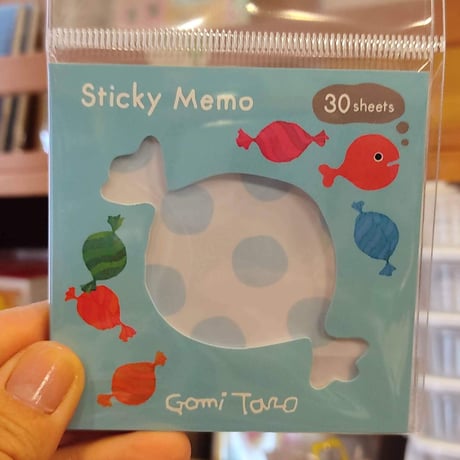 Sticky Memo
30 sheets
Gomi Taro